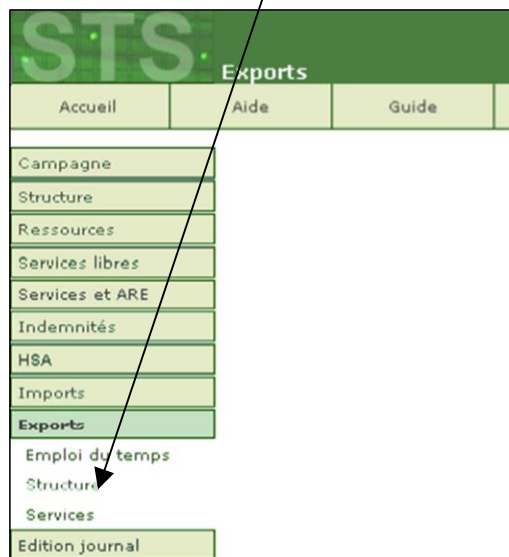 STS
Exports
Accueil Aide Guide
Campagne
Structure
Ressources
Services libres
Services et ARE
Indemnités
HSA
Imports
Exports
Emploi du temps
Structure
Services
Edition journal